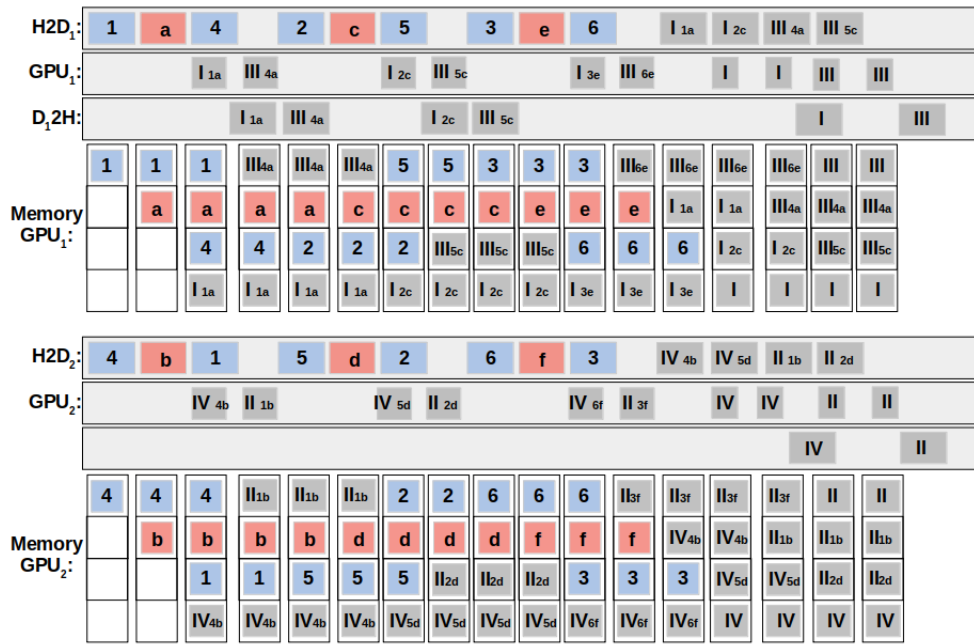 H2D1: 1 a 4 2 c 5 3 e 6 I 1a I 2c III 4a III 5c
GPU1: I 1a III 4a I 2c III 5c I 3e III 6e I I III III
D12H: I 1a III 4a I 2c III 5c I III
1 1 1 III4a III4a III4a 5 5 3 3 3 III6e III6e III6e III6e III III
Memory GPU1:
a a a a c c c c e e e I 1a I 1a III4a III4a III4a
4 4 2 2 2 III5c III5c III5c 6 6 6 I 2c I 2c III5c III5c
I 1a I 1a I 1a I 1a I 2c I 2c I 2c I 2c I 3e I 3e I 3e I I I I
H2D2: 4 b 1 5 d 2 6 f 3 IV 4b IV 5d II 1b II 2d
GPU2: IV 4b II 1b IV 5d II 2d IV 6f II 3f IV IV II II
IV II
4 4 4 II1b II1b II1b 2 2 6 6 6 II3f II3f II3f II3f II II
Memory GPU2:
b b b b d d d d f f f IV4b IV4b II1b II1b II1b
1 1 5 5 5 II2d II2d II2d 3 3 3 IV5d IV5d II2d II2d
IV4b IV4b IV4b IV4b IV5d IV5d IV5d IV5d IV6f IV6f IV6f IV IV IV IV